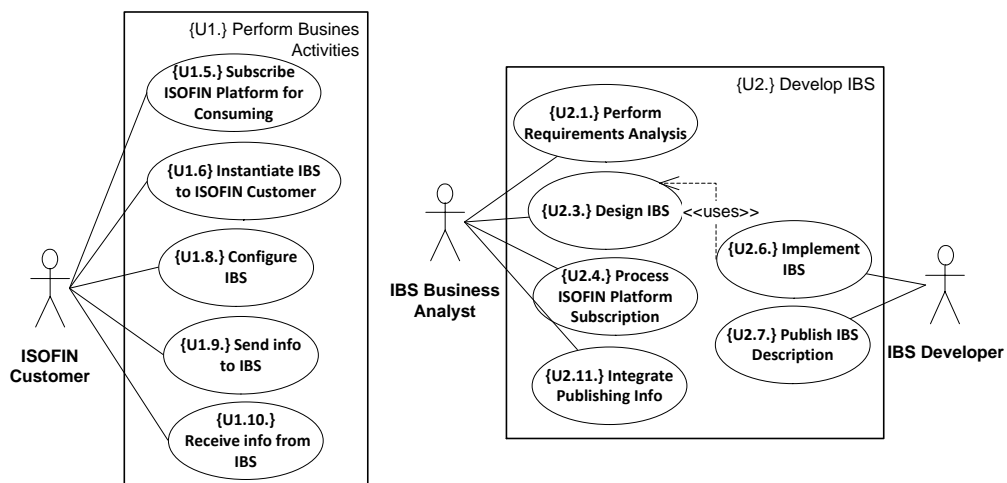 {U1.} Perform Busines
Activities
{U1.5.} Subscribe
ISOFIN Platform for
Consuming
{U1.6} Instantiate IBS
to ISOFIN Customer
{U1.8.} Configure
IBS
{U1.9.} Send info
to IBS
{U1.10.}
Receive info from
IBS
ISOFIN
Customer
{U2.} Develop IBS
{U2.1.} Perform
Requirements Analysis
{U2.3.} Design IBS
<<uses>>
{U2.6.} Implement
IBS
{U2.4.} Process
ISOFIN Platform
Subscription
{U2.7.} Publish IBS
Description
{U2.11.} Integrate
Publishing Info
IBS Business
Analyst
IBS Developer